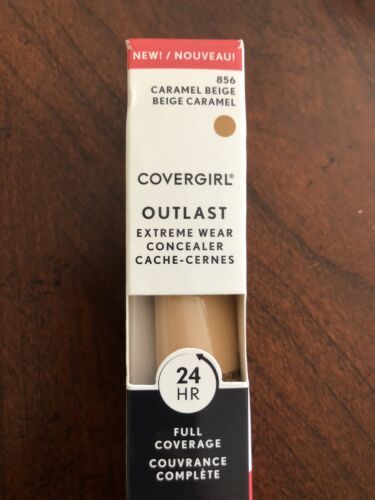 NEW! / NOUVEAU!
856
CARAMEL BEIGE
BEIGE CARAMEL
COVERGIRL®
OUTLAST
EXTREME WEAR
CONCEALER
CACHE-CERNES
24
HR
FULL
COVERAGE
COUVRANCE
COMPLÈTE